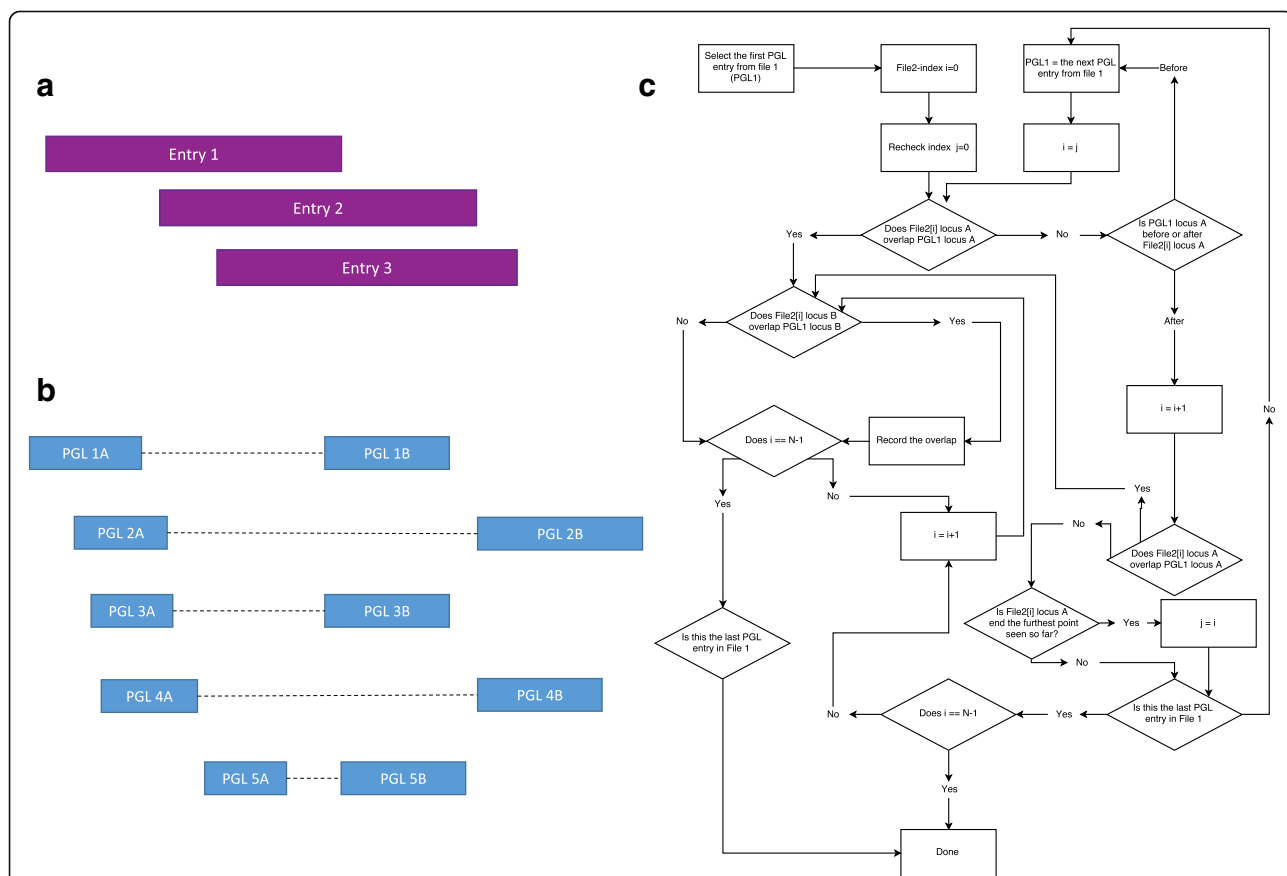 a
Entry 1
Entry 2
Entry 3
b
PGL 1A
PGL 1B
PGL 2A
PGL 2B
PGL 3A
PGL 3B
PGL 4A
PGL 4B
PGL 5A
PGL 5B
c
Select the first PGL
entry from file 1
(PGL1)
File2-index i=0
PGL1 = the next PGL
entry from file 1
Before
Recheck index j=0
i = j
Yes
Does File2[i] locus A
overlap PGL1 locus A
No
Is PGL1 locus A
before or after
File2[i] locus A
No
Does File2[i] locus B
overlap PGL1 locus B
Yes
After
i = i+1
No
Does i == N-1
Record the overlap
Yes
No
Yes
i = i+1
No
Does File2[i] locus A
overlap PGL1 locus A
Is this the last PGL
entry in File 1
Is File2[i] locus A
end the furthest point
seen so far?
Yes
j = i
No
No
Does i == N-1
Yes
Is this the last PGL
entry in File 1
Yes
Done